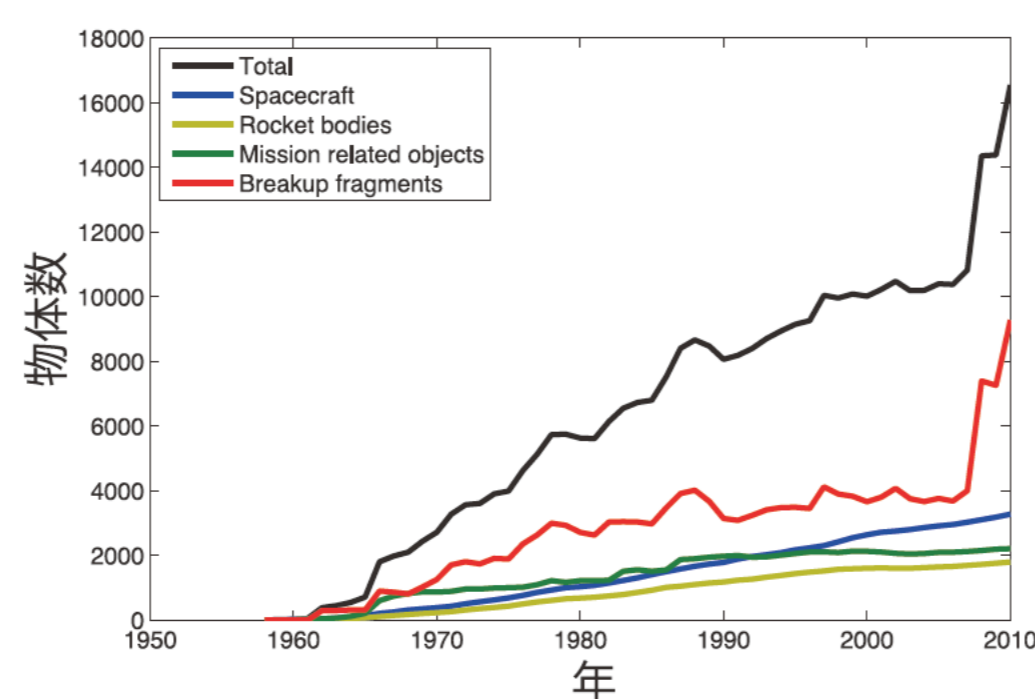 18000
16000
14000
12000
10000
8000
6000
4000
2000
0
物体数
Total
Spacecraft
Rocket bodies
Mission related objects
Breakup fragments
1950 1960 1970 1980 1990 2000 2010
年